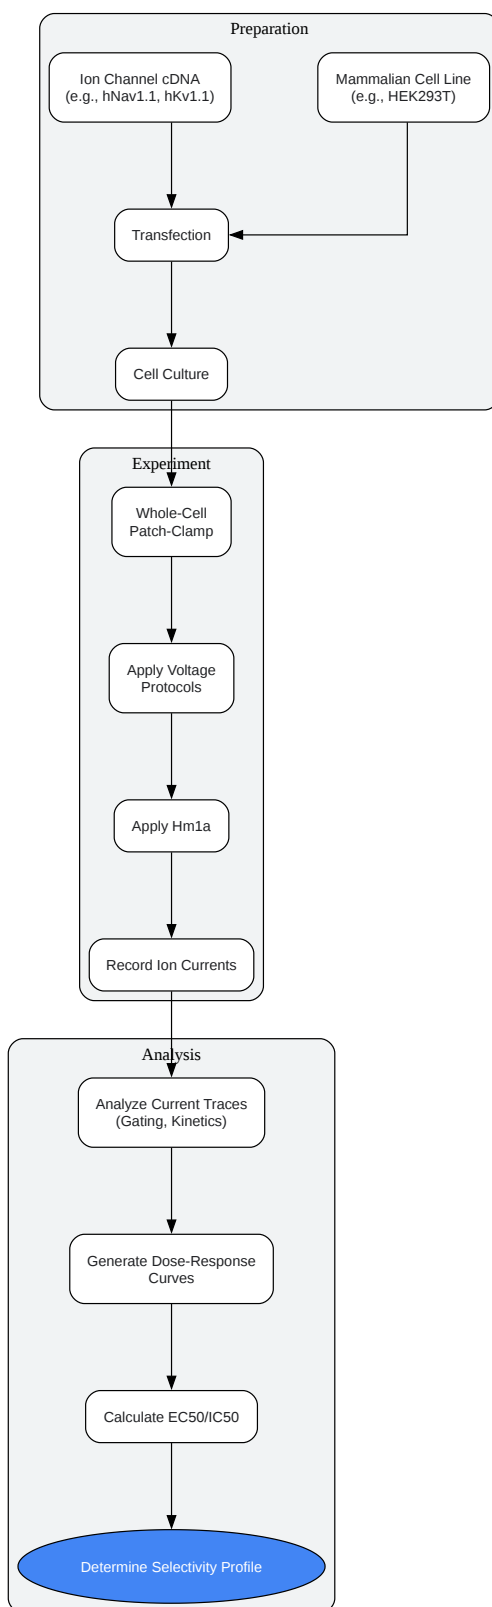 Preparation
Ion Channel cDNA
(e.g., hNav1.1, hKv1.1)
Mammalian Cell Line
(e.g., HEK293T)
Transfection
Cell Culture
Experiment
Whole-Cell
Patch-Clamp
Apply Voltage
Protocols
Apply Hm1a
Record Ion Currents
Analysis
Analyze Current Traces
(Gating, Kinetics)
Generate Dose-Response
Curves
Calculate EC50/IC50
Determine Selectivity Profile